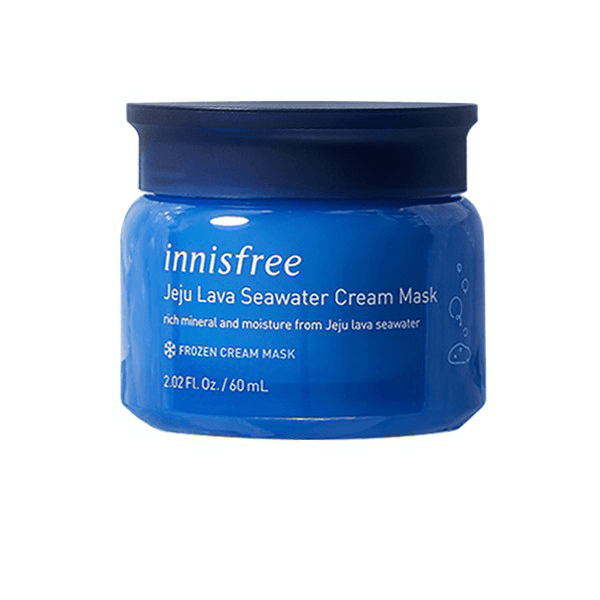 innisfree
Jeju Lava Seawater Cream Mask
rich mineral and moisture from Jeju lava seawater
FROZEN CREAM MASK
2.02 FL. Oz. / 60 mL